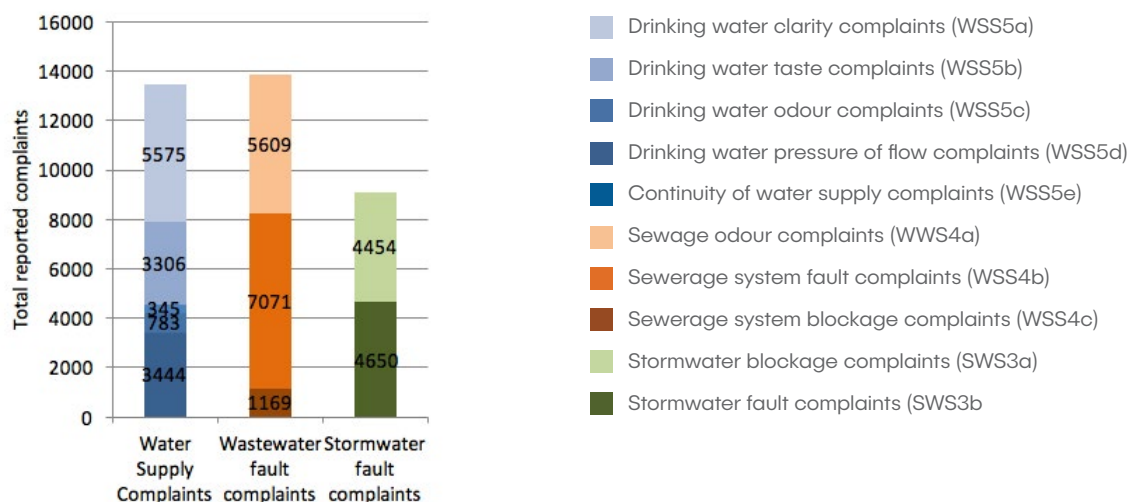 16000
14000
12000
10000
8000
6000
4000
2000
0
Total reported complaints
5575
3306
345
783
3444
5609
7071
1169
4454
4650
Water
Supply
Complaints
Wastewater
fault
complaints
Stormwater
fault
complaints
Drinking water clarity complaints (WSS5a)
Drinking water taste complaints (WSS5b)
Drinking water odour complaints (WSS5c)
Drinking water pressure of flow complaints (WSS5d)
Continuity of water supply complaints (WSS5e)
Sewage odour complaints (WWS4a)
Sewerage system fault complaints (WSS4b)
Sewerage system blockage complaints (WSS4c)
Stormwater blockage complaints (SWS3a)
Stormwater fault complaints (SWS3b